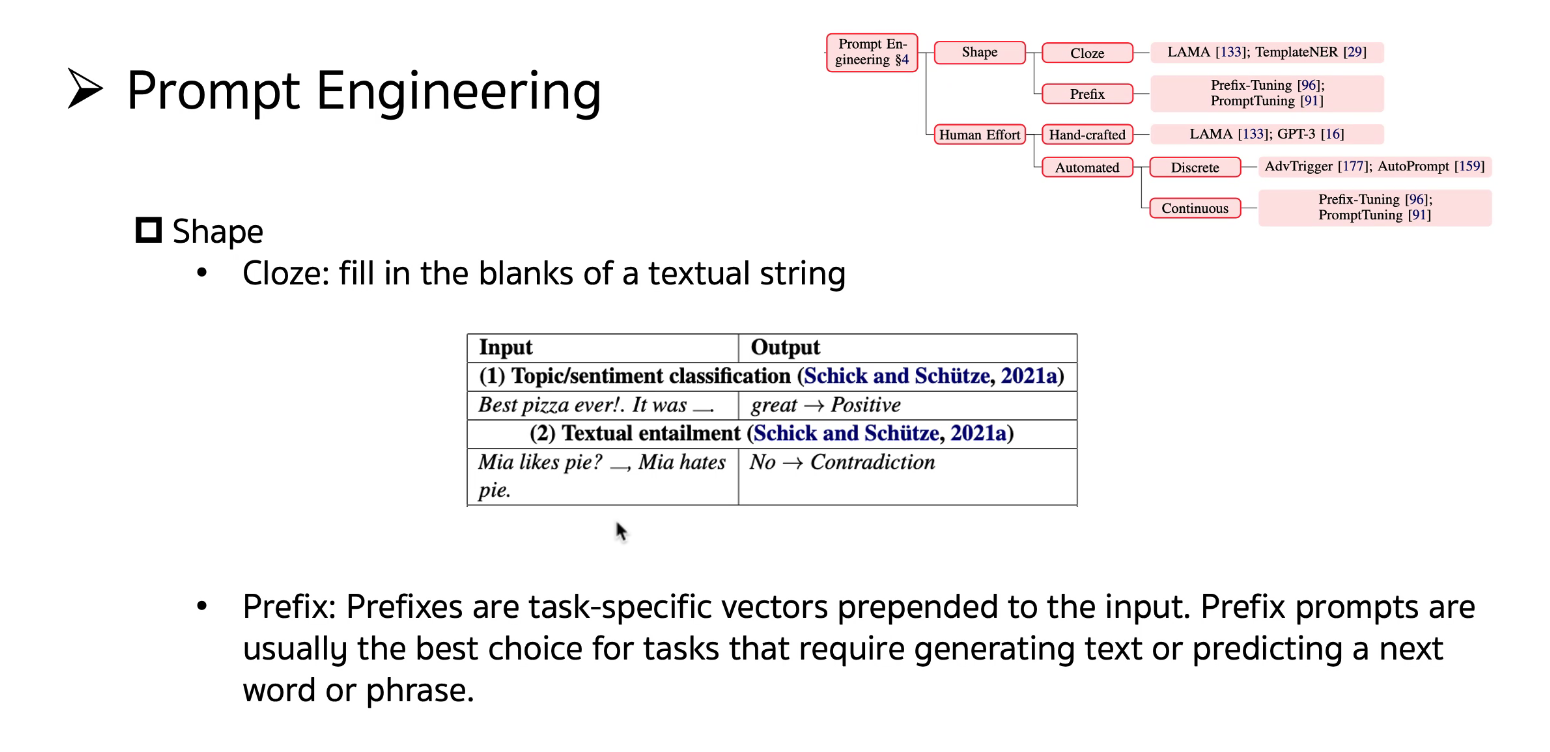 Prompt Engineering
Prompt En-
gineering §4
Shape
Cloze
LAMA [133]; TemplateNER [29]
Prefix
Prefix-Tuning [96];
PromptTuning [91]
Human Effort
Hand-crafted
LAMA [133]; GPT-3 [16]
Automated
Discrete
AdvTrigger [177]; AutoPrompt [159]
Continuous
Prefix-Tuning [96];
PromptTuning [91]
Shape
• Cloze: fill in the blanks of a textual string
Input Output
(1) Topic/sentiment classification (Schick and Schütze, 2021a)
Best pizza ever!. It was __. great → Positive
(2) Textual entailment (Schick and Schütze, 2021a)
Mia likes pie? __, Mia hates No → Contradiction
pie.
• Prefix: Prefixes are task-specific vectors prepended to the input. Prefix prompts are
usually the best choice for tasks that require generating text or predicting a next
word or phrase.